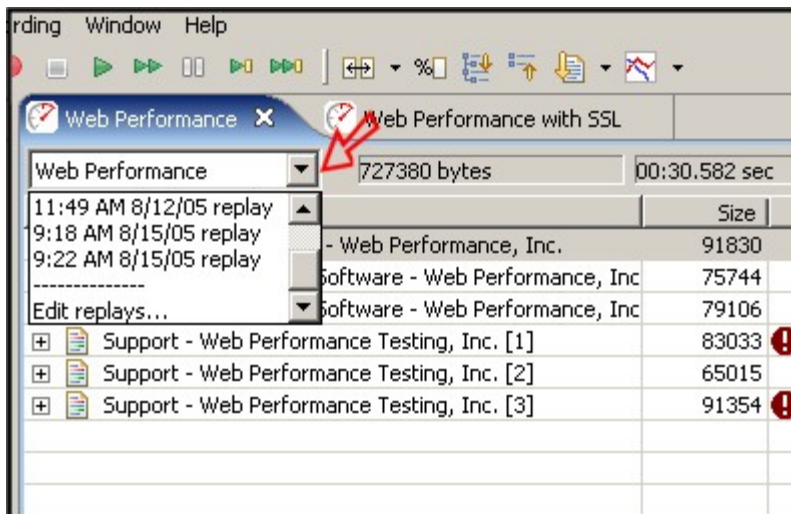 rding Window Help
%
Web Performance
Web Performance with SSL
Web Performance
727380 bytes
00:30.582 sec
11:49 AM 8/12/05 replay
9:18 AM 8/15/05 replay
9:22 AM 8/15/05 replay
--------------
Edit replays...
Size
- Web Performance, Inc. 91830
Software - Web Performance, Inc 75744
Software - Web Performance, Inc 79106
Support - Web Performance Testing, Inc. [1] 83033
Support - Web Performance Testing, Inc. [2] 65015
Support - Web Performance Testing, Inc. [3] 91354